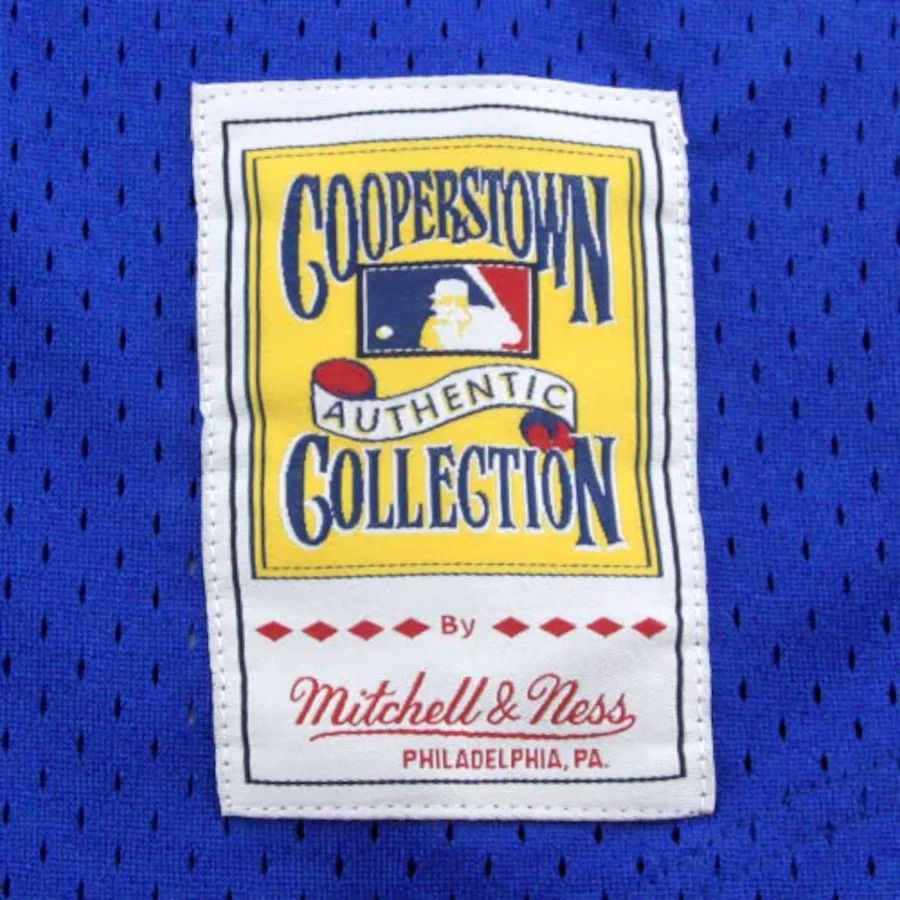 COOPERSTOWN
AUTHENTIC
COLLECTION
By
Mitchell & Ness
PHILADELPHIA, PA.